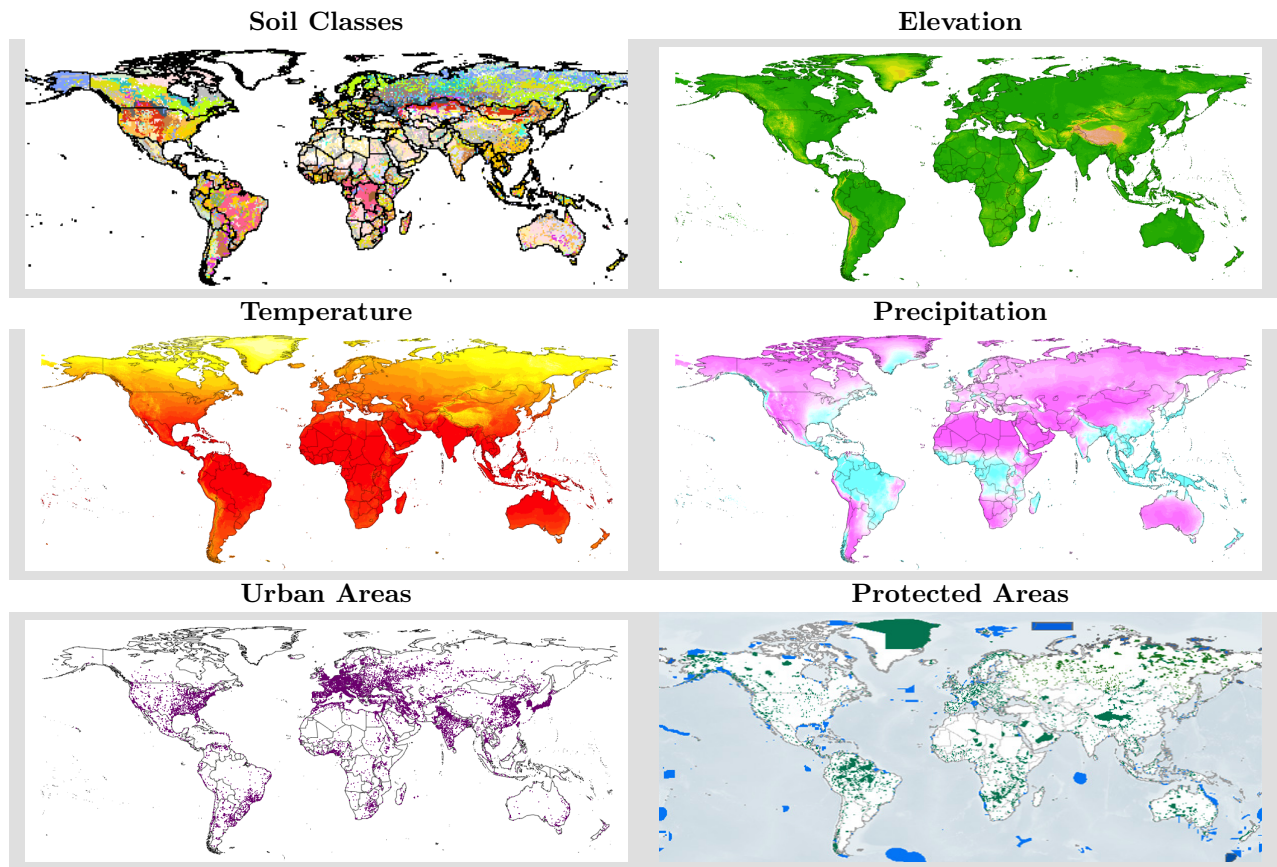 Soil Classes
Elevation
Temperature
Precipitation
Urban Areas
Protected Areas